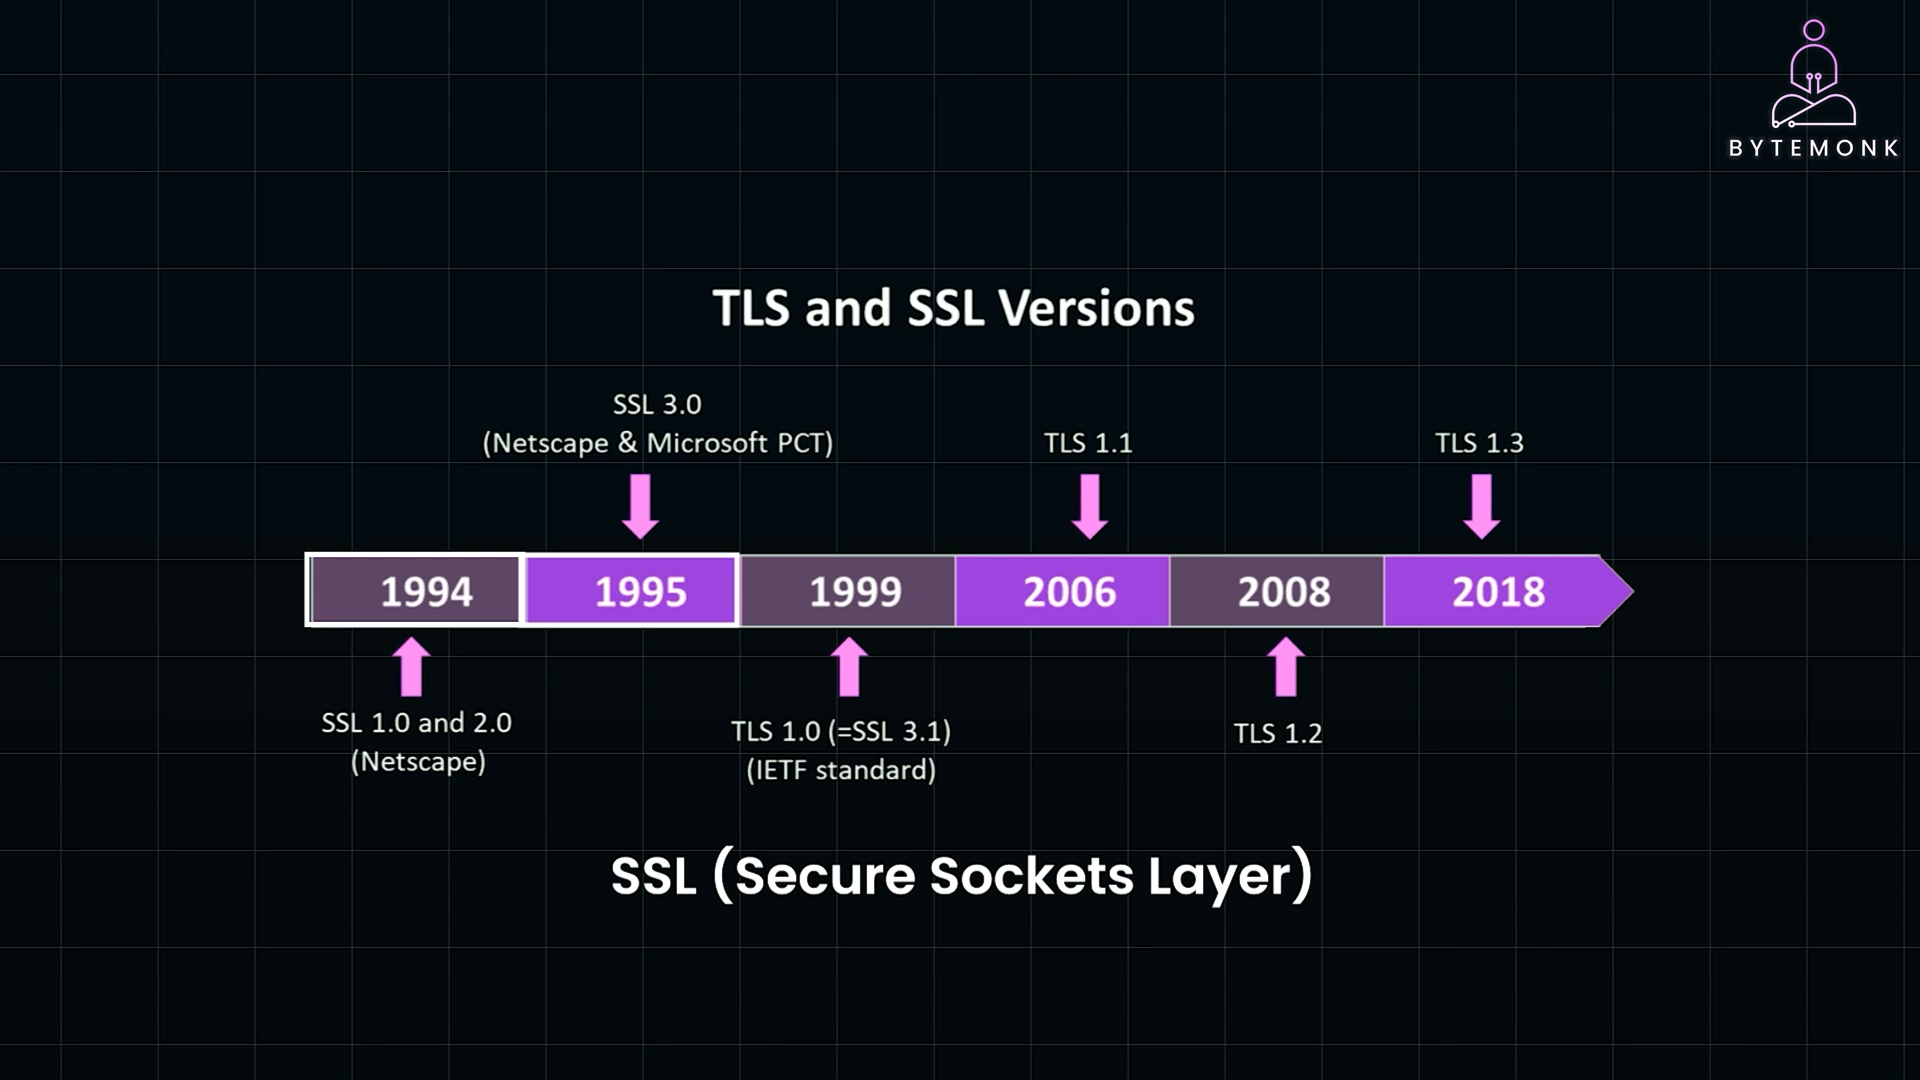 BYTEMONK
TLS and SSL Versions
SSL 3.0
(Netscape & Microsoft PCT)
TLS 1.1
TLS 1.3
1994
1995
1999
2006
2008
2018
SSL 1.0 and 2.0
(Netscape)
TLS 1.0 (=SSL 3.1)
(IETF standard)
TLS 1.2
SSL (Secure Sockets Layer)